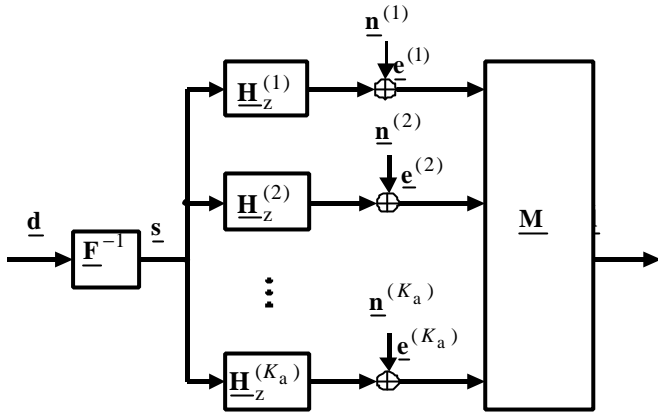 n^(1)
e^(1)
H_z^(1)
n^(2)
e^(2)
H_z^(2)
d
F^−1
s
M
⋮
n^(K_a)
e^(K_a)
H_z^(K_a)